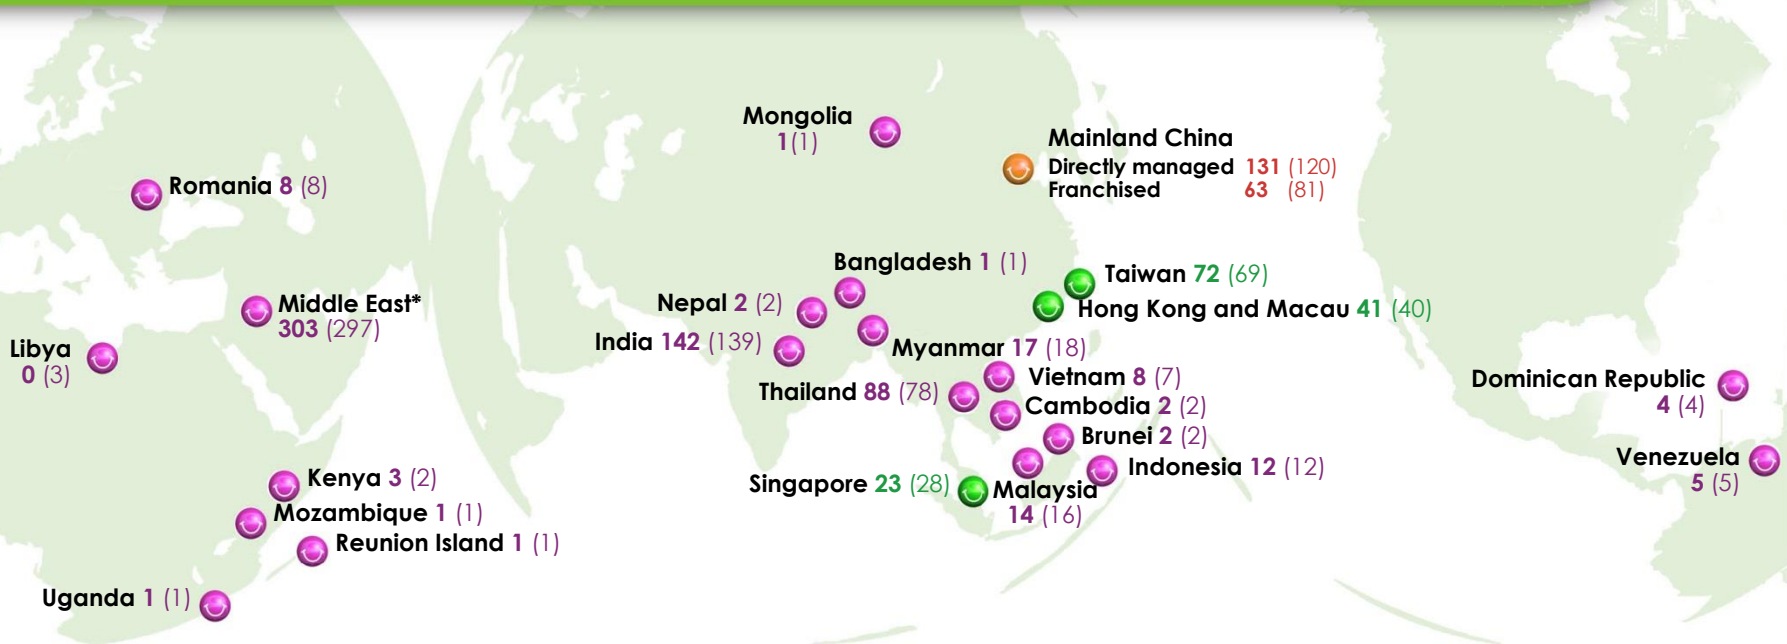 Mongolia
1(1)
Mainland China
Directly managed 131 (120)
Franchised 63 (81)
Romania 8 (8)
Bangladesh 1 (1)
Taiwan 72 (69)
Nepal 2 (2)
Hong Kong and Macau 41 (40)
Middle East*
303 (297)
India 142 (139)
Myanmar 17 (18)
Libya
0 (3)
Vietnam 8 (7)
Thailand 88 (78)
Cambodia 2 (2)
Dominican Republic
4 (4)
Brunei 2 (2)
Indonesia 12 (12)
Venezuela
5 (5)
Kenya 3 (2)
Singapore 23 (28)
Malaysia
14 (16)
Mozambique 1 (1)
Reunion Island 1 (1)
Uganda 1 (1)